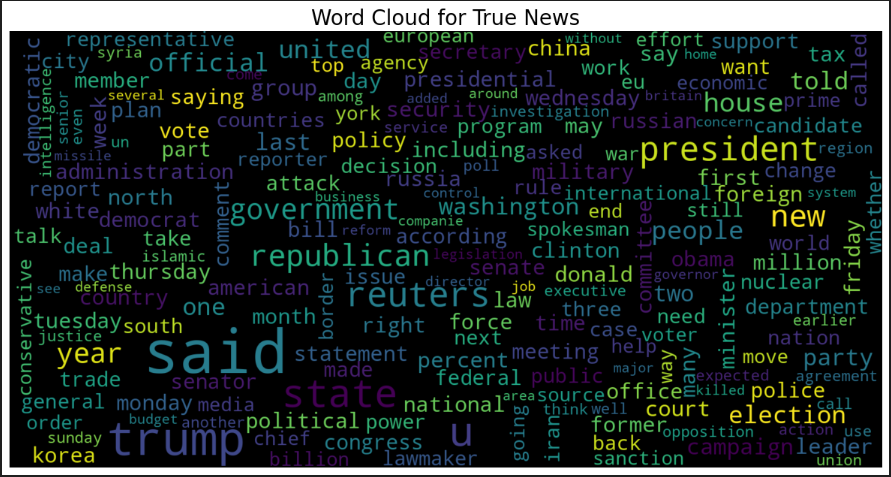 Word Cloud for True News
representative
european
without
effort
support
city
syria
official
united
secretary
china
say
home
called
democratic
member
come
top
agency
work
want
tax
intelligence
several
saying
group
day
presidential
eu
economic
told
senior
even
week
plan
among
added
around
wednesday
britain
house
prime
countries
york
security
investigation
russian
concern
candidate
un
vote
last
service
program
may
missile
part
policy
including
asked
war
president
region
administration
reporter
decision
poll
military
first
change
report
north
attack
russia
rule
international
foreign
system
whether
white
democrat
comment
government
business
control
washington
end
still
new
companie
talk
take
bill
reform
according
spokesman
committee
people
friday
deal
islamic
republican
legislation
clinton
obama
world
make
thursday
senate
million
see
defense
american
border
issue
director
job
donald
governor
nuclear
conservative
country
one
reuters
law
executive
two
minister
department
tuesday
south
month
right
force
three
need
earlier
justice
said
next
time
case
voter
nation
year
statement
percent
meeting
help
way
many
move
party
trade
made
federal
public
major
expected
agreement
senator
state
area
source
office
killed
police
general
monday
media
national
going
think
well
court
election
call
order
budget
another
political
power
iran
former
opposition
action
use
sunday
trump
chief
u
congress
back
campaign
leader
korea
billion
lawmaker
sanction
union